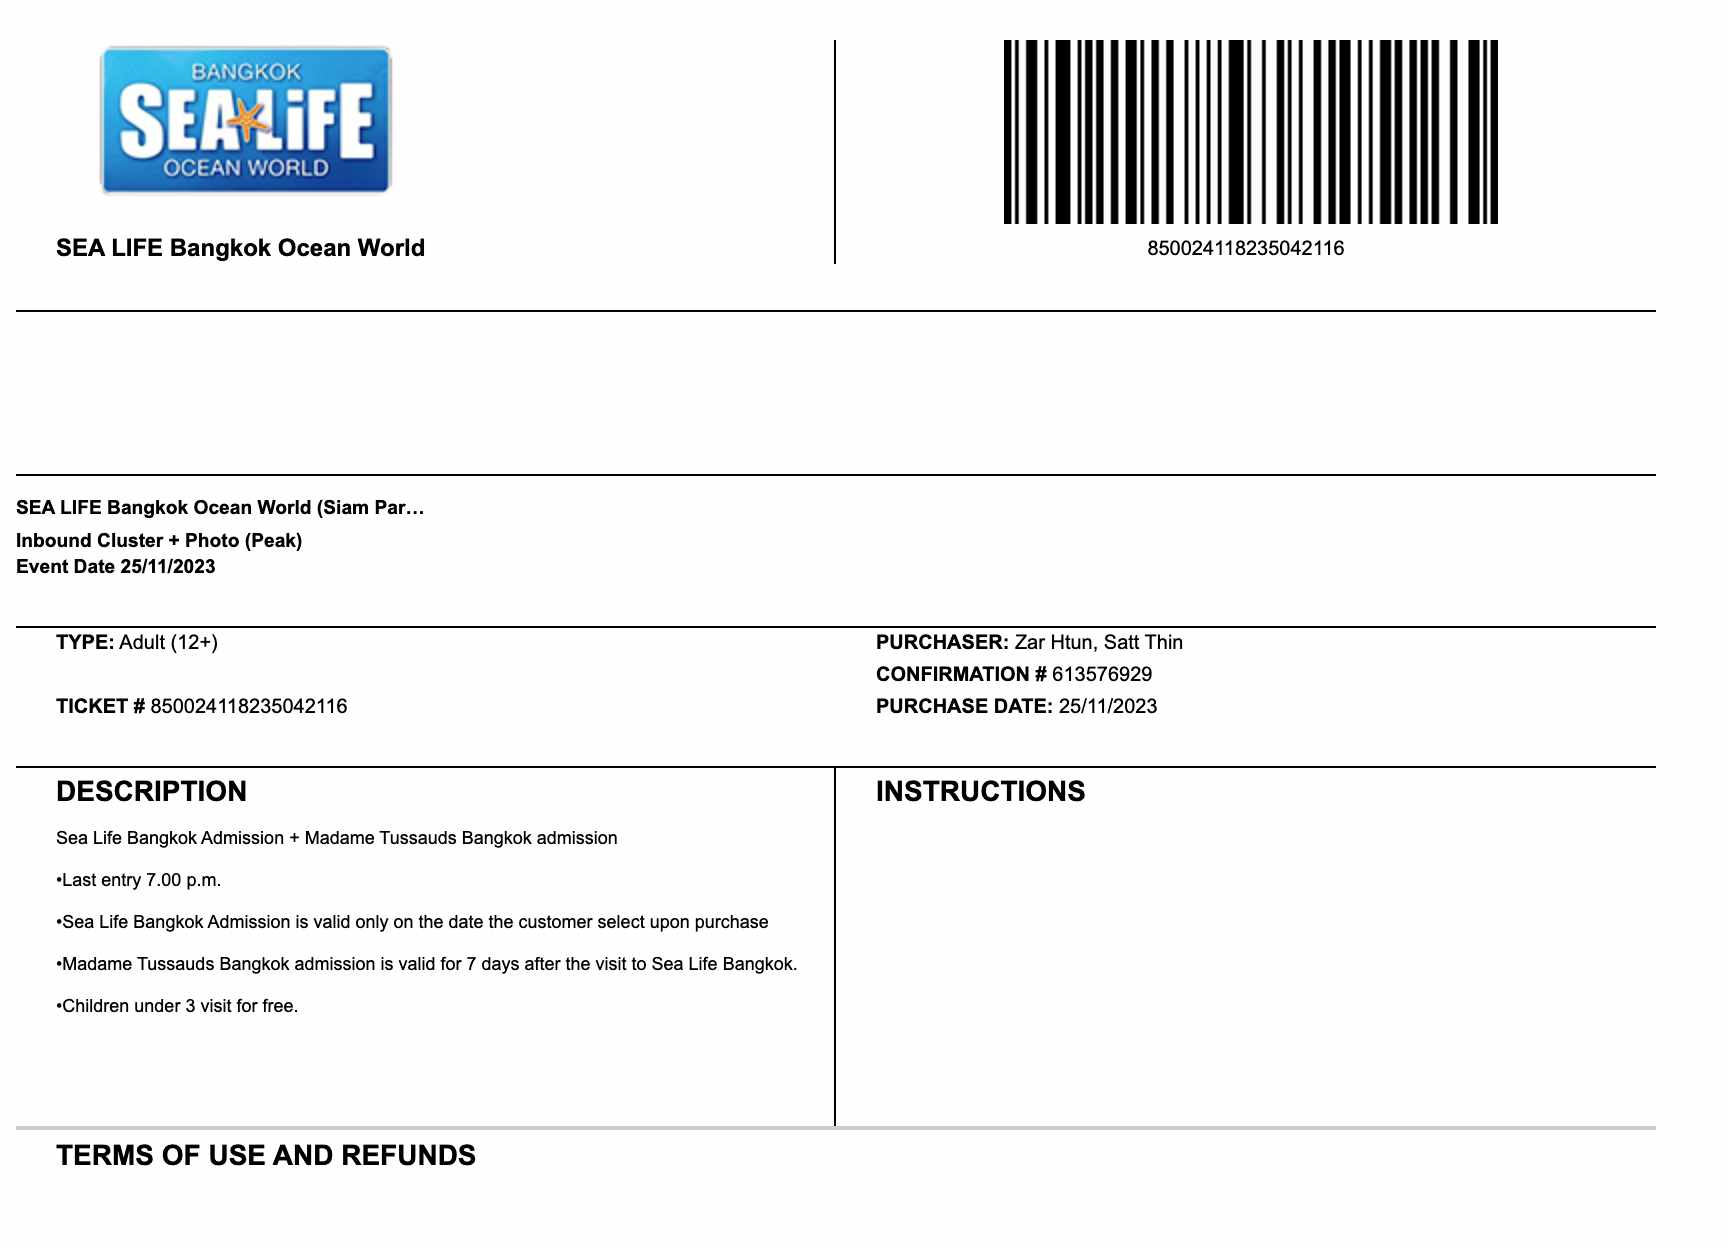 BANGKOK
SEA LiFE
OCEAN WORLD
SEA LIFE Bangkok Ocean World
850024118235042116
SEA LIFE Bangkok Ocean World (Siam Par…
Inbound Cluster + Photo (Peak)
Event Date 25/11/2023
TYPE: Adult (12+)
TICKET # 850024118235042116
PURCHASER: Zar Htun, Satt Thin
CONFIRMATION # 613576929
PURCHASE DATE: 25/11/2023
DESCRIPTION
Sea Life Bangkok Admission + Madame Tussauds Bangkok admission
•Last entry 7.00 p.m.
•Sea Life Bangkok Admission is valid only on the date the customer select upon purchase
•Madame Tussauds Bangkok admission is valid for 7 days after the visit to Sea Life Bangkok.
•Children under 3 visit for free.
INSTRUCTIONS
TERMS OF USE AND REFUNDS